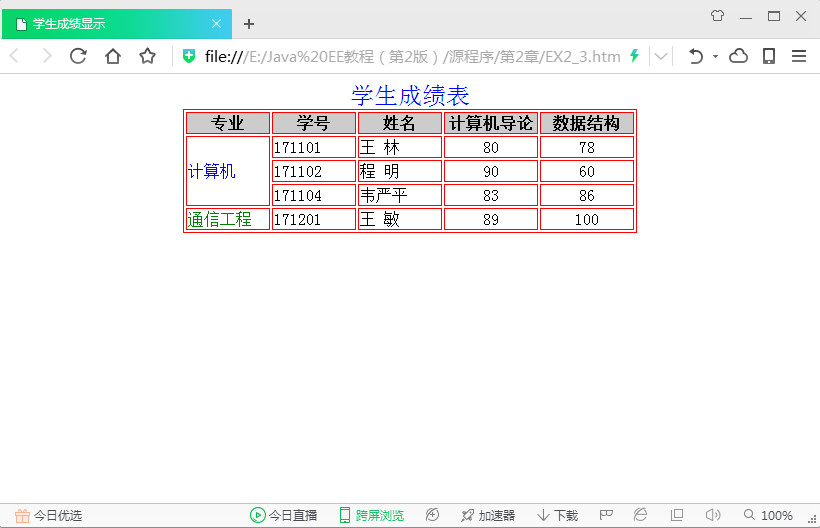 学生成绩显示
file:///E:/Java%20EE教程（第2版）/源程序/第2章/EX2_3.htm
学生成绩表
专业 学号 姓名 计算机导论 数据结构
计算机 171101 王 林 80 78
171102 程 明 90 60
171104 韦严平 83 86
通信工程 171201 王 敏 89 100
今日优选 今日直播 跨屏浏览 加速器 下载 100%